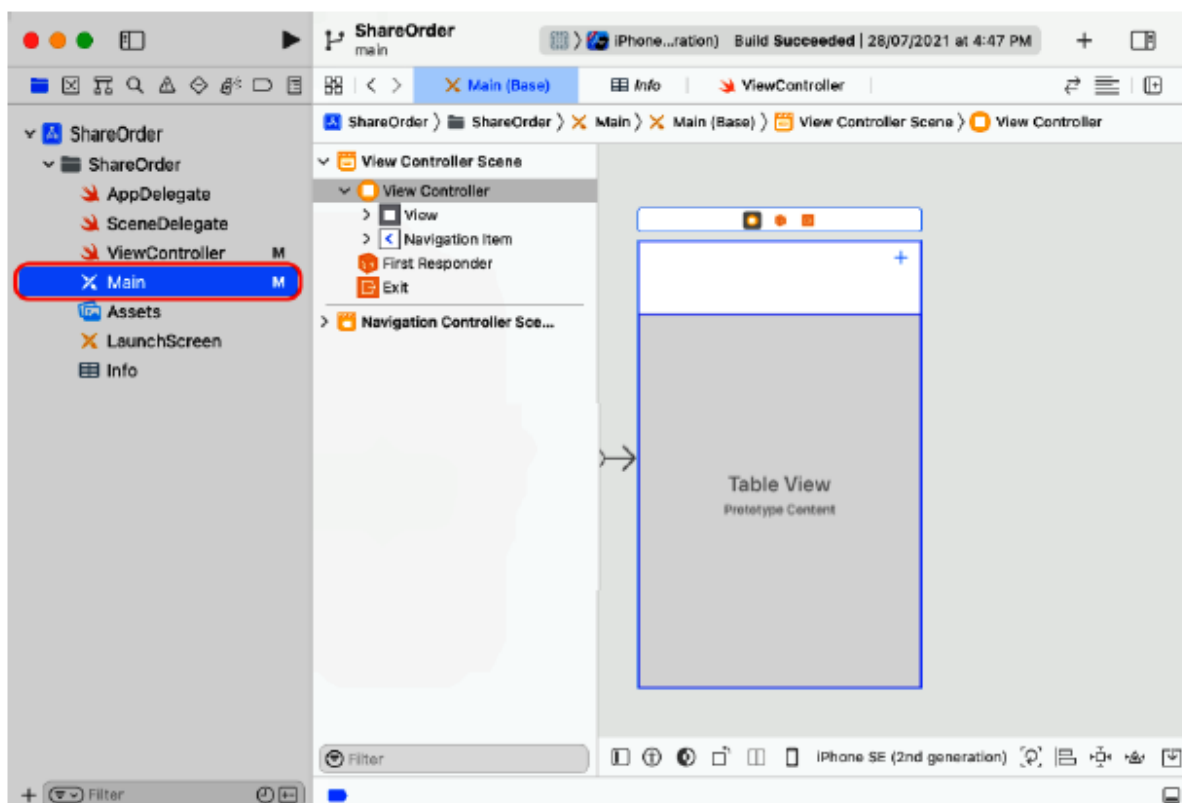 ShareOrder
main
iPhone...ration) Build Succeeded | 28/07/2021 at 4:47 PM
Main (Base)
Info
ViewController
ShareOrder
ShareOrder
AppDelegate
SceneDelegate
ViewController M
Main M
Assets
LaunchScreen
Info
ShareOrder ShareOrder Main Main (Base) View Controller Scene View Controller
View Controller Scene
View Controller
View
Navigation Item
First Responder
Exit
Navigation Controller Sce...
Table View
Prototype Content
Filter
iPhone SE (2nd generation)
Filter